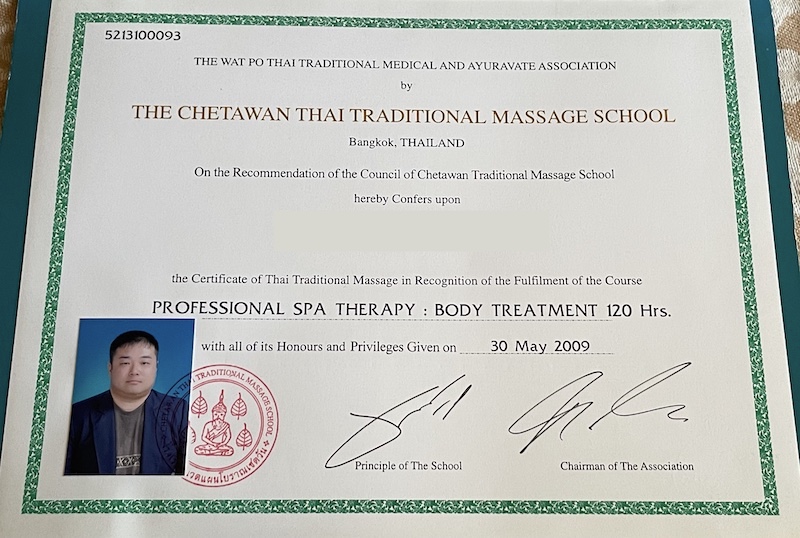 5213100093
THE WAT PO THAI TRADITIONAL MEDICAL AND AYURAVATE ASSOCIATION
by
THE CHETAWAN THAI TRADITIONAL MASSAGE SCHOOL
Bangkok, THAILAND
On the Recommendation of the Council of Chetawan Traditional Massage School
hereby Confers upon
the Certificate of Thai Traditional Massage in Recognition of the Fulfilment of the Course
PROFESSIONAL SPA THERAPY : BODY TREATMENT 120 Hrs.
with all of its Honours and Privileges Given on 30 May 2009
TRADITIONAL MASSAGE SCHOOL
Principle of The School
Chairman of The Association